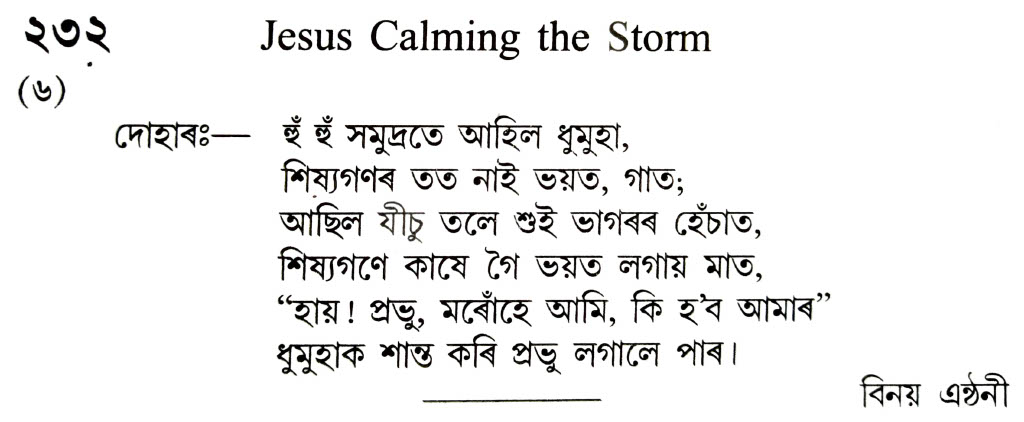 ২৩২ Jesus Calming the Storm
(৬)
দোহাৰঃ— হুঁ হুঁ সমুদ্ৰতে আহিল ধুমুহা,
শিষ্যগণৰ তত নাই ভয়ত, গাত;
আছিল যীচু তলে শুই ভাগৰৰ হেঁচাত,
শিষ্যগণে কাষে গৈ ভয়ত লগায় মাত,
“হায়! প্ৰভু, মৰোঁহে আমি, কি হ’ব আমাৰ”
ধুমুহাক শান্ত কৰি প্ৰভু লগালে পাৰ।
বিনয় এন্ঠনী